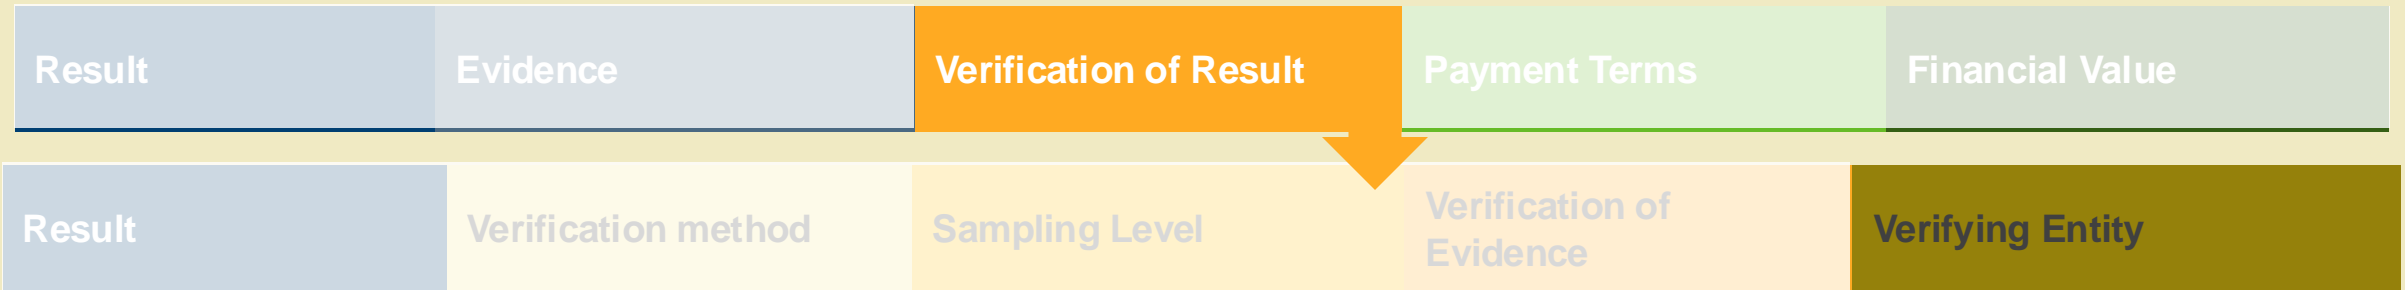 Result
Evidence
Verification of Result
Payment Terms
Financial Value
Result
Verification method
Sampling Level
Verification of
Evidence
Verifying Entity